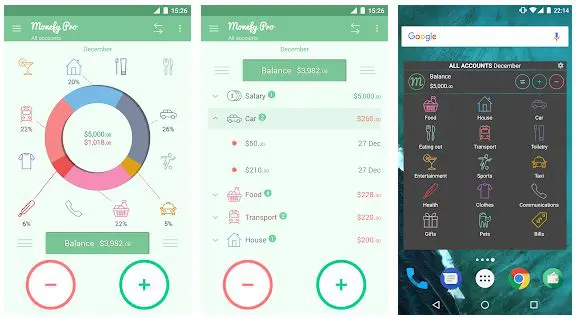 15:26
Monefy Pro
All accounts
December
20%
22%
26%
$5,000.00
$1,018.00
6%
22%
5%
Balance $3,982.00
15:26
Monefy Pro
All accounts
December
Balance $3,982.00
Salary 1 $5,000.00
Car 2 $260.00
$50.00 27 Dec
$210.00 27 Dec
Food 4 $228.00
Transport 2 $220.00
House 1 $200.00
22:14
Google
ALL ACCOUNTS December
Balance
$5,000.00
Food House Car
Eating out Transport Toiletry
Entertainment Sports Taxi
Health Clothes Communications
Gifts Pets Bills